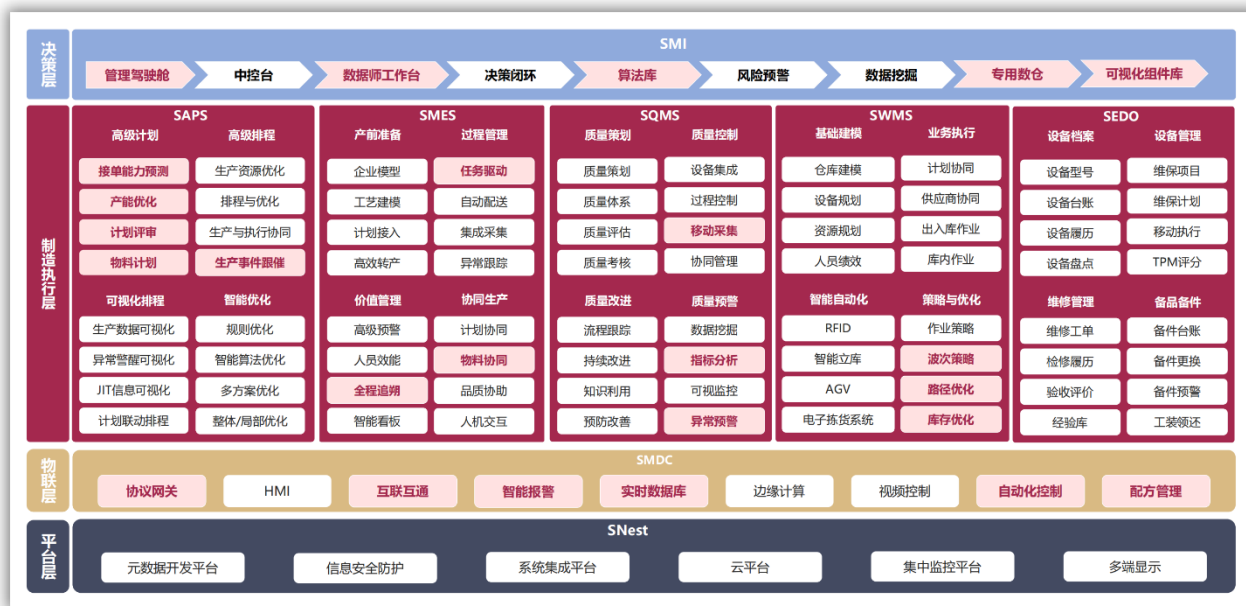 决策层
SMI
管理驾驶舱
中控台
数据师工作台
决策闭环
算法库
风险预警
数据挖掘
专用数仓
可视化组件库
制造执行层
SAPS
高级计划 高级排程
接单能力预测 生产资源优化
产能优化 排程与优化
计划评审 生产与执行协同
物料计划 生产事件跟催
可视化排程 智能优化
生产数据可视化 规则优化
异常警醒可视化 智能算法优化
JIT信息可视化 多方案优化
计划联动排程 整体/局部优化
SMES
产前准备 过程管理
企业模型 任务驱动
工艺建模 自动配送
计划接入 集成采集
高效转产 异常跟踪
价值管理 协同生产
高级预警 计划协同
人员效能 物料协同
全程追朔 品质协助
智能看板 人机交互
SQMS
质量策划 质量控制
质量策划 设备集成
质量体系 过程控制
质量评估 移动采集
质量考核 协同管理
质量改进 质量预警
流程跟踪 数据挖掘
持续改进 指标分析
知识利用 可视监控
预防改善 异常预警
SWMS
基础建模 业务执行
仓库建模 计划协同
设备规划 供应商协同
资源规划 出入库作业
人员绩效 库内作业
智能自动化 策略与优化
RFID 作业策略
智能立库 波次策略
AGV 路径优化
电子拣货系统 库存优化
SEDO
设备档案 设备管理
设备型号 维保项目
设备台账 维保计划
设备履历 移动执行
设备盘点 TPM评分
维修管理 备品备件
维修工单 备件台账
检修履历 备件更换
验收评价 备件预警
经验库 工装领还
物联层
SMDC
协议网关
HMI
互联互通
智能报警
实时数据库
边缘计算
视频控制
自动化控制
配方管理
平台层
SNest
元数据开发平台
信息安全防护
系统集成平台
云平台
集中监控平台
多端显示